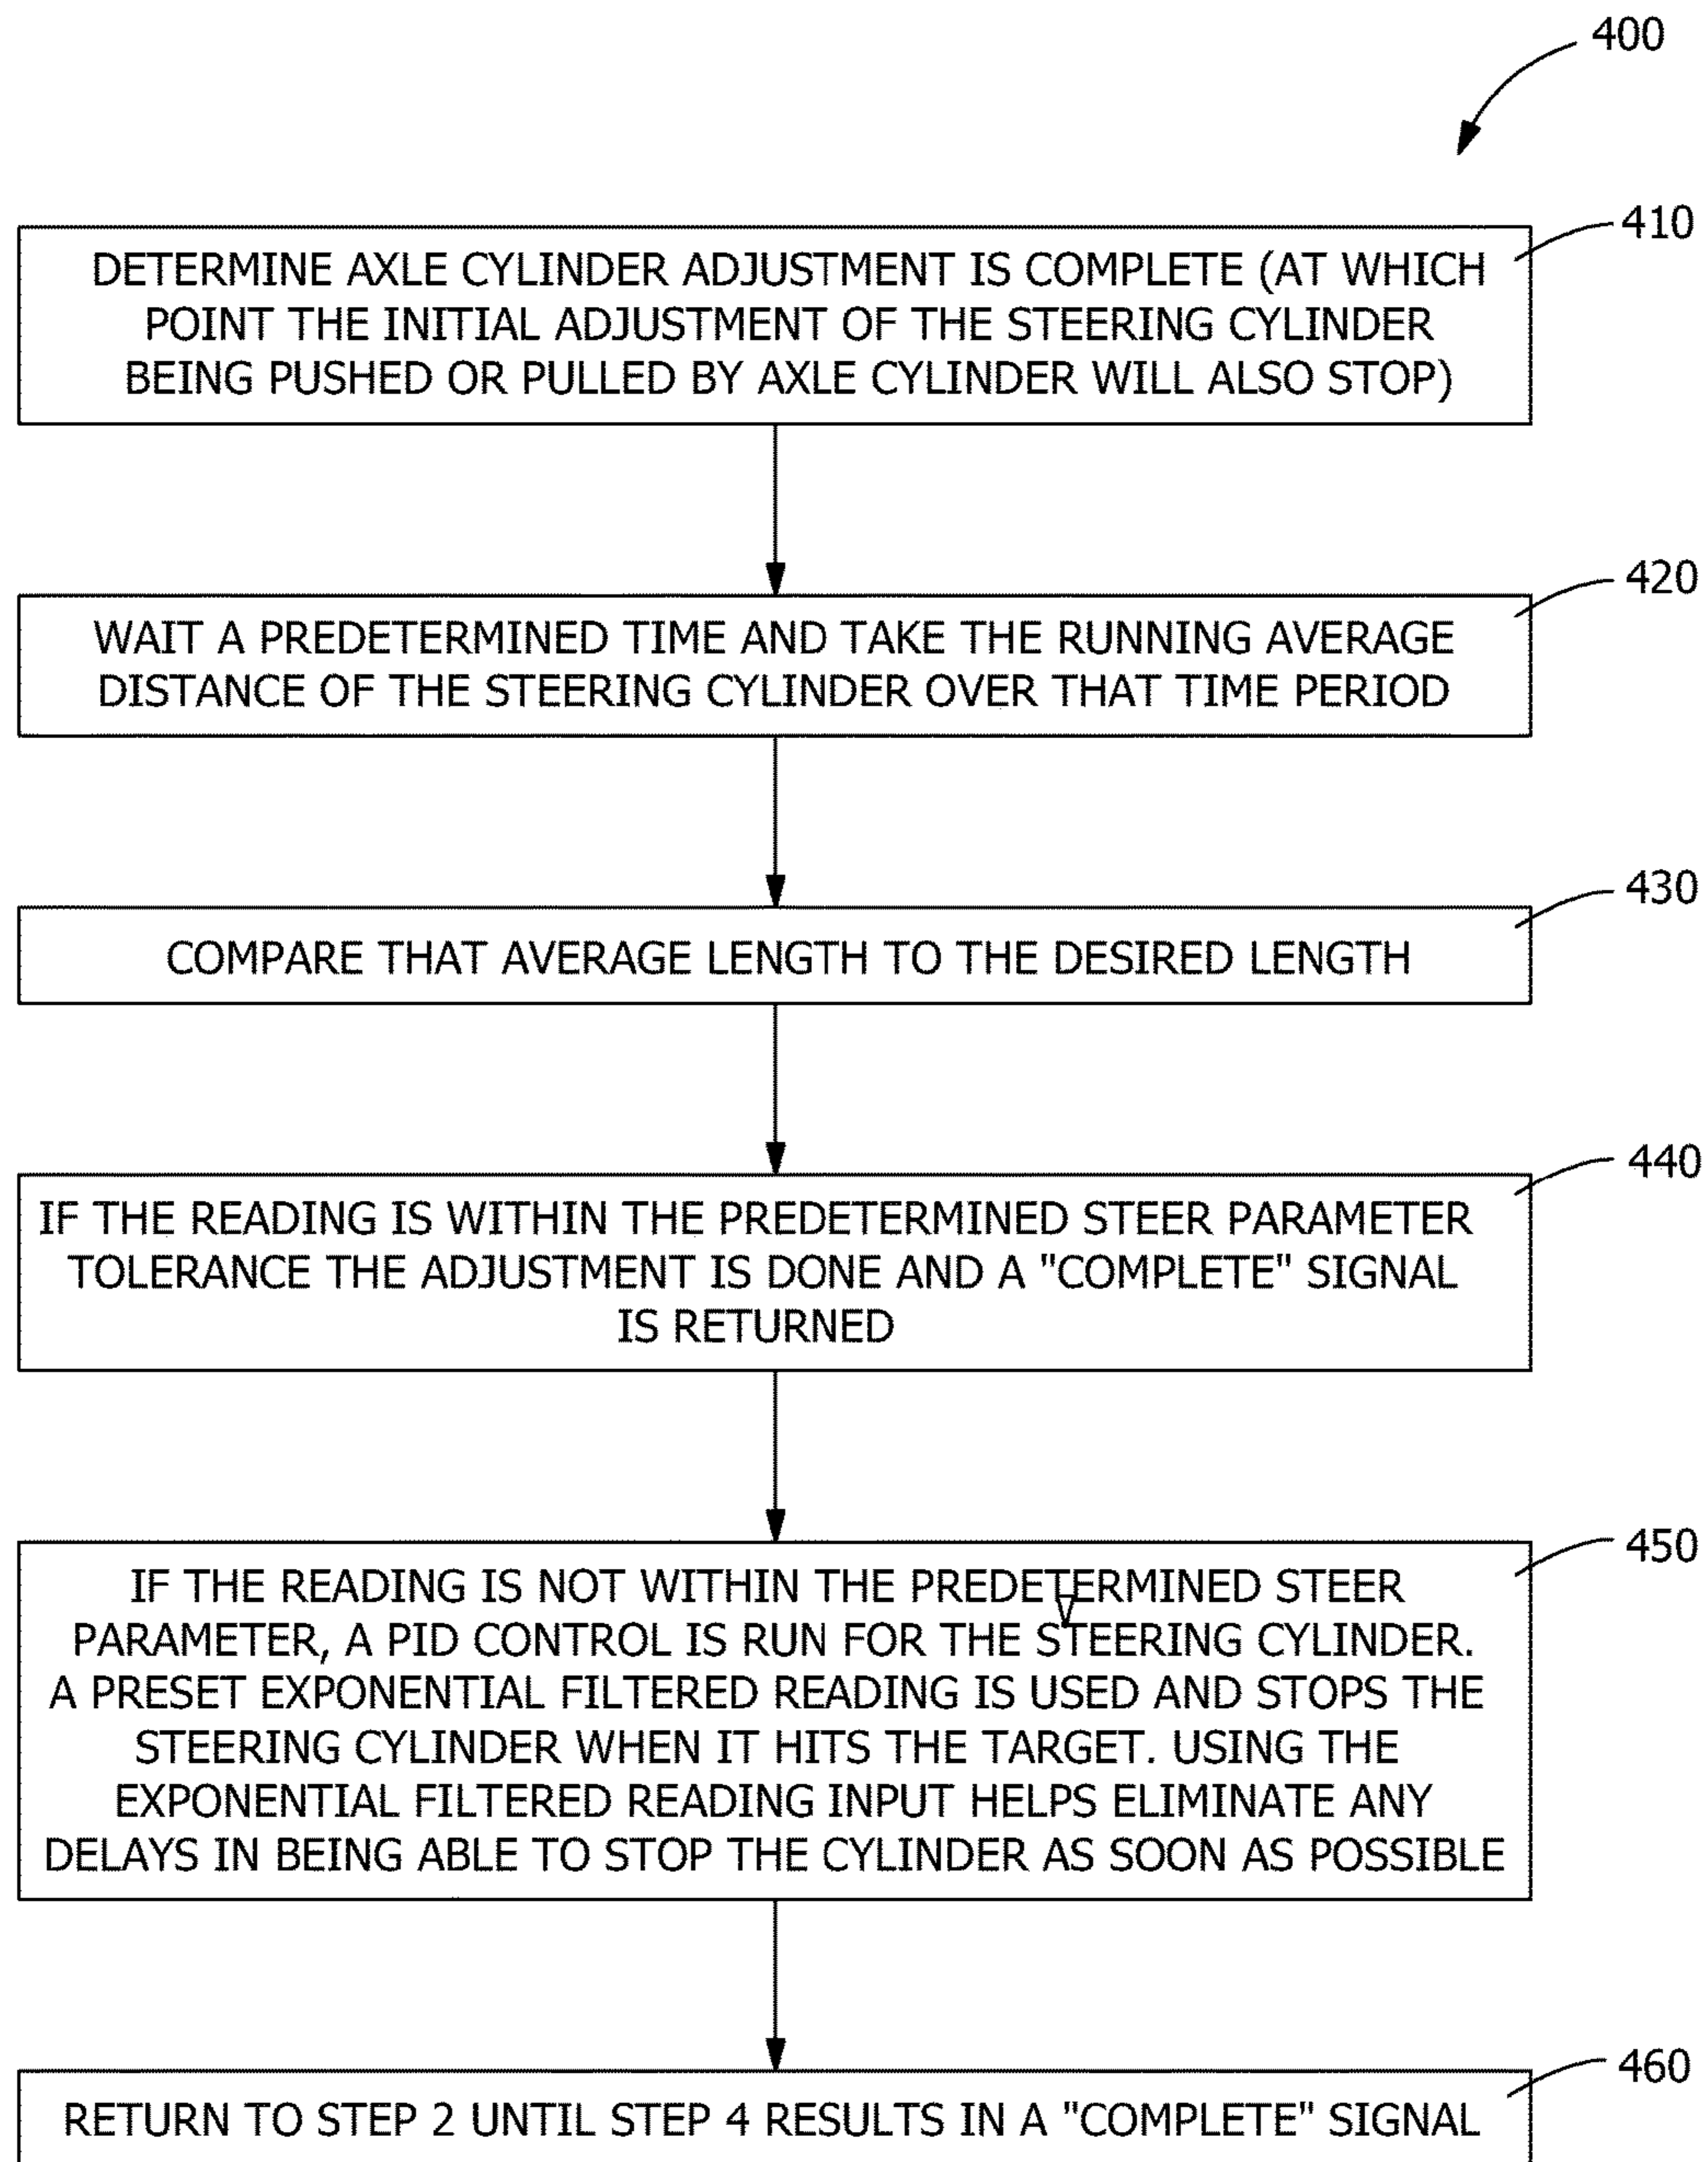 400
410
DETERMINE AXLE CYLINDER ADJUSTMENT IS COMPLETE (AT WHICH
POINT THE INITIAL ADJUSTMENT OF THE STEERING CYLINDER
BEING PUSHED OR PULLED BY AXLE CYLINDER WILL ALSO STOP)
420
WAIT A PREDETERMINED TIME AND TAKE THE RUNNING AVERAGE
DISTANCE OF THE STEERING CYLINDER OVER THAT TIME PERIOD
430
COMPARE THAT AVERAGE LENGTH TO THE DESIRED LENGTH
440
IF THE READING IS WITHIN THE PREDETERMINED STEER PARAMETER
TOLERANCE THE ADJUSTMENT IS DONE AND A "COMPLETE" SIGNAL
IS RETURNED
450
IF THE READING IS NOT WITHIN THE PREDETERMINED STEER
PARAMETER, A PID CONTROL IS RUN FOR THE STEERING CYLINDER.
A PRESET EXPONENTIAL FILTERED READING IS USED AND STOPS THE
STEERING CYLINDER WHEN IT HITS THE TARGET. USING THE
EXPONENTIAL FILTERED READING INPUT HELPS ELIMINATE ANY
DELAYS IN BEING ABLE TO STOP THE CYLINDER AS SOON AS POSSIBLE
460
RETURN TO STEP 2 UNTIL STEP 4 RESULTS IN A "COMPLETE" SIGNAL